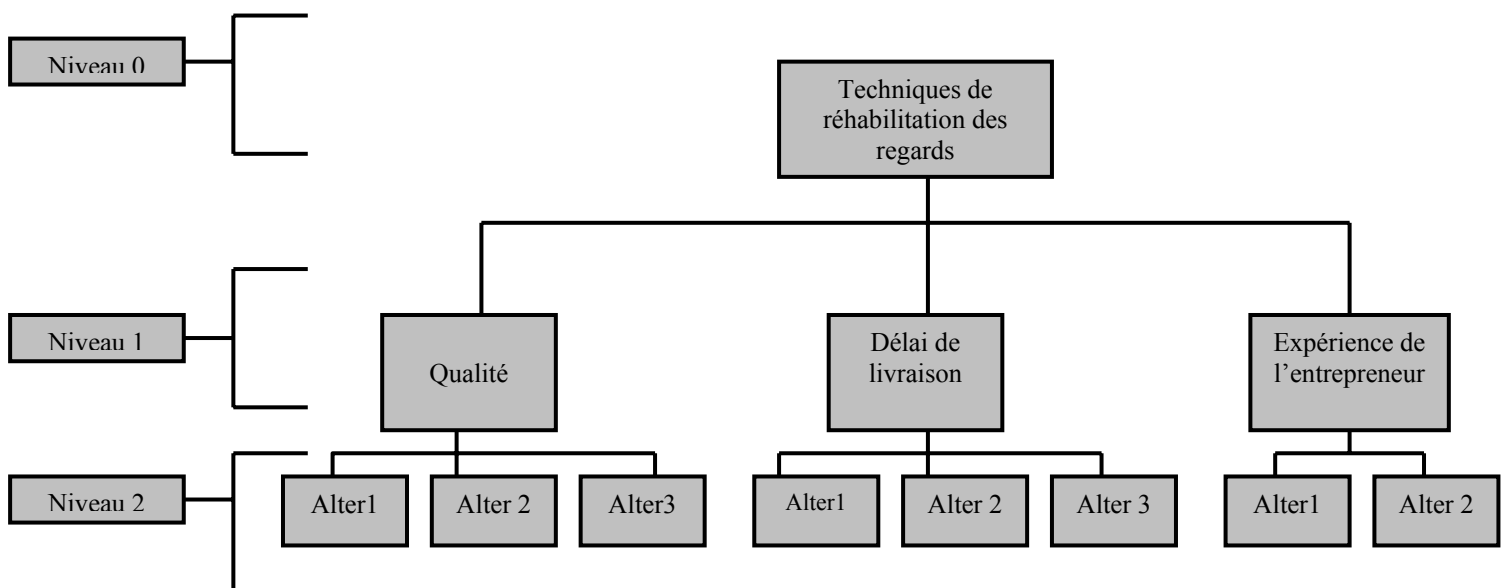 Niveau 0
Techniques de
réhabilitation des
regards
Niveau 1
Qualité
Délai de
livraison
Expérience de
l’entrepreneur
Niveau 2
Alter1
Alter 2
Alter3
Alter1
Alter 2
Alter 3
Alter1
Alter 2